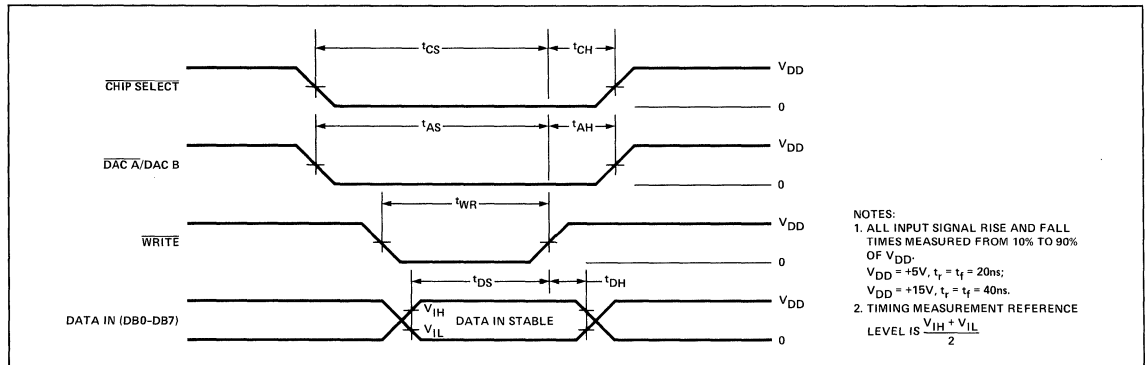 tCS tCH
VDD
CHIP SELECT
0
tAS tAH
VDD
DAC A/DAC B
0
tWR
VDD
WRITE
0
tDS tDH
VDD
VIH
DATA IN (DB0–DB7) DATA IN STABLE
VIL
0
NOTES:
1. ALL INPUT SIGNAL RISE AND FALL
TIMES MEASURED FROM 10% TO 90%
OF VDD.
VDD = +5V, tr = tf = 20ns;
VDD = +15V, tr = tf = 40ns.
2. TIMING MEASUREMENT REFERENCE
LEVEL IS VIH + VIL
2